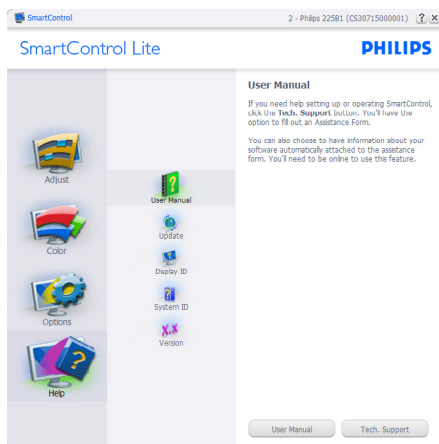 SmartControl
2 - Philips 225B1 (CS30715000001) ? X
SmartControl Lite
PHILIPS
Adjust
Color
Options
Help
User Manual
Update
Display ID
System ID
X.X
Version
User Manual
If you need help setting up or operating SmartControl,
click the Tech. Support button. You'll have the
option to fill out an Assistance Form.
You can also choose to have information about your
software automatically attached to the assistance
form. You'll need to be online to use this feature.
User Manual
Tech. Support